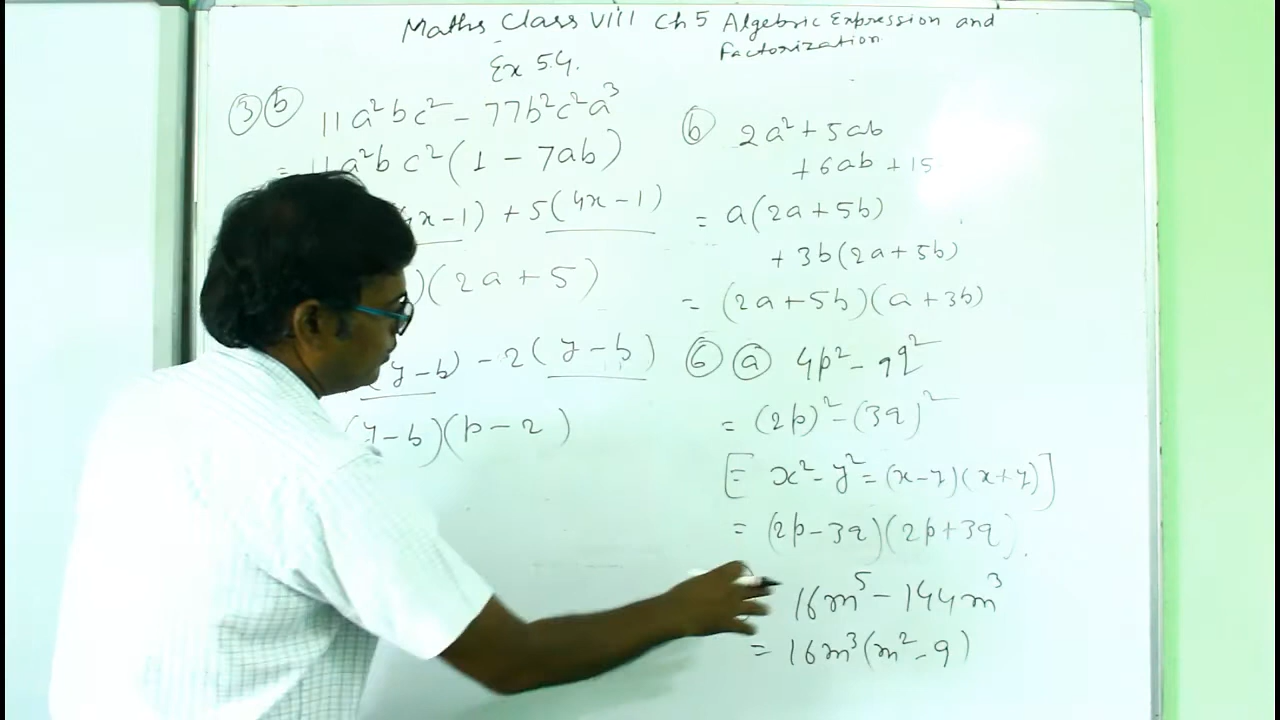 Maths Class VIII Ch 5 Algebric Expression and
Factorization
Ex 5.4.
3 b 11a²bc² - 77b²c²a³
= 11a²bc²(1 - 7ab)
4x-1) + 5(4x-1)
)(2a+5)
(y-b) - 2(y-b)
(y-b)(p-2)
b 2a² + 5ab
+ 6ab + 15
= a(2a+5b)
+ 3b(2a+5b)
= (2a+5b)(a+3b)
6 a 4p² - 9q²
= (2p)² - (3q)²
[= x² - y² = (x-y)(x+y)]
= (2p-3q)(2p+3q).
16m⁵ - 144m³
= 16m³(m²-9)